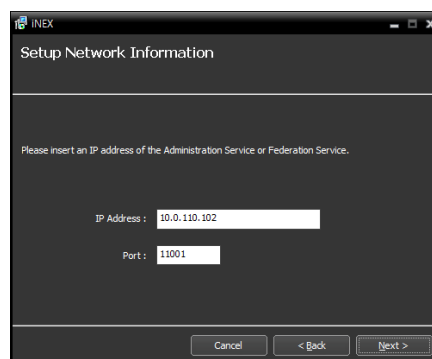 iNEX
Setup Network Information
Please insert an IP address of the Administration Service or Federation Service.
IP Address : 10.0.110.102
Port : 11001
Cancel < Back Next >